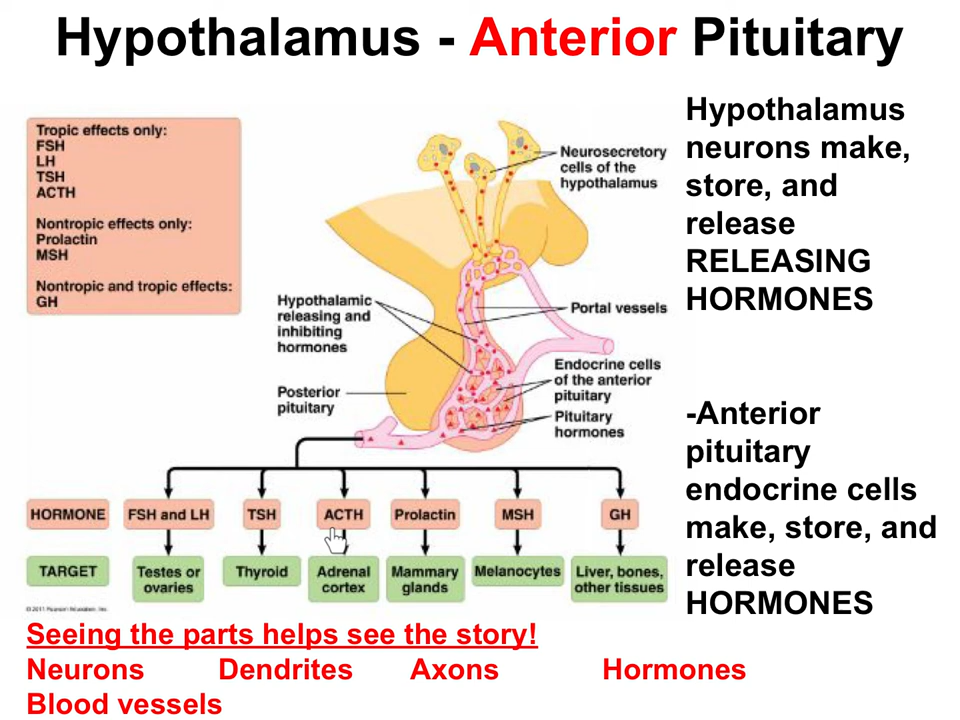 Hypothalamus - Anterior Pituitary
Tropic effects only:
FSH
LH
TSH
ACTH
Nontropic effects only:
Prolactin
MSH
Nontropic and tropic effects:
GH
Neurosecretory
cells of the
hypothalamus
Hypothalamic
releasing and
inhibiting
hormones
Portal vessels
Endocrine cells
of the anterior
pituitary
Posterior
pituitary
Pituitary
hormones
Hypothalamus
neurons make,
store, and
release
RELEASING
HORMONES
-Anterior
pituitary
endocrine cells
make, store, and
release
HORMONES
HORMONE FSH and LH TSH ACTH Prolactin MSH GH
TARGET Testes or Thyroid Adrenal Mammary Melanocytes Liver, bones,
ovaries cortex glands other tissues
© 2011 Pearson Education, Inc.
Seeing the parts helps see the story!
Neurons Dendrites Axons Hormones
Blood vessels